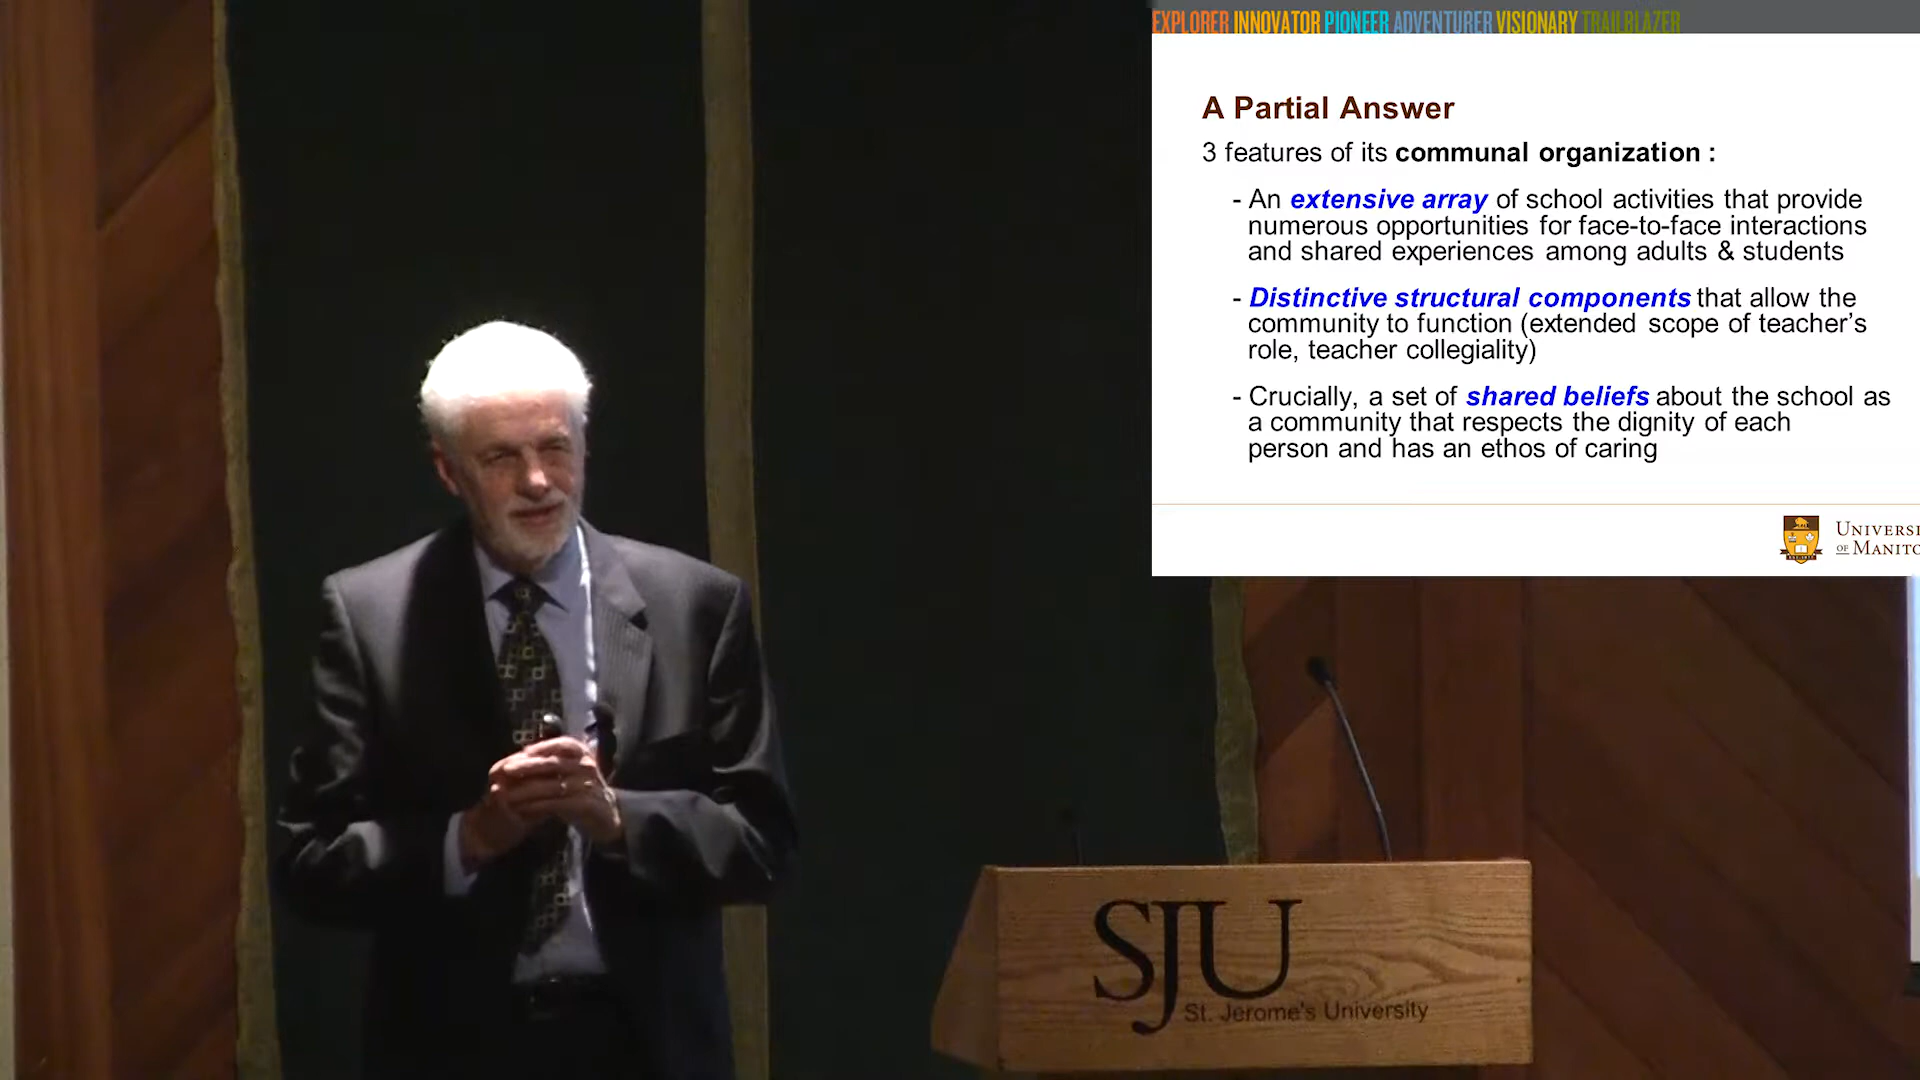 EXPLORER INNOVATOR PIONEER ADVENTURER VISIONARY TRAILBLAZER
A Partial Answer
3 features of its communal organization :
- An extensive array of school activities that provide
numerous opportunities for face-to-face interactions
and shared experiences among adults & students
- Distinctive structural components that allow the
community to function (extended scope of teacher's
role, teacher collegiality)
- Crucially, a set of shared beliefs about the school as
a community that respects the dignity of each
person and has an ethos of caring
UNIVERSI
OF MANITO
SJU
St. Jerome's University